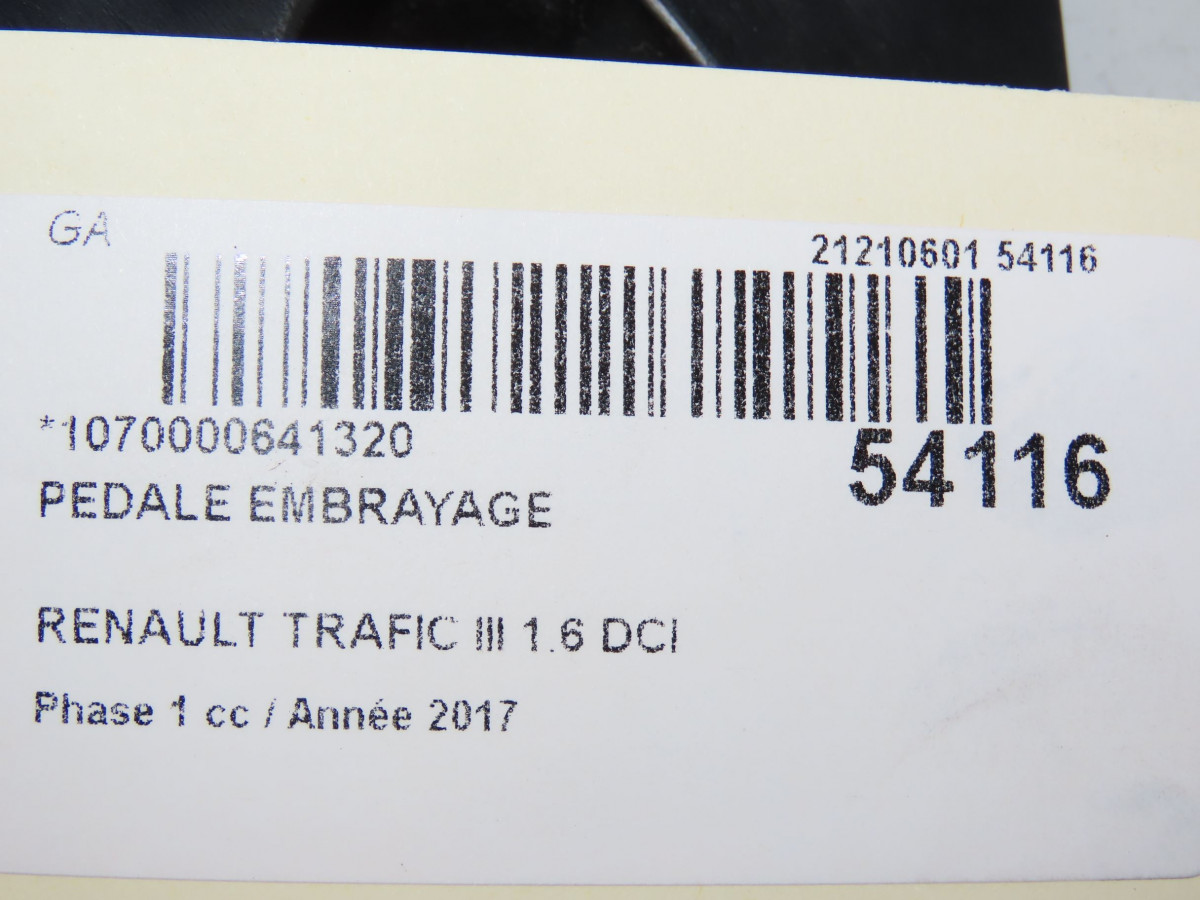 GA
21210601 54116
*1070000641320
54116
PEDALE EMBRAYAGE
RENAULT TRAFIC III 1.6 DCI
Phase 1 cc / Année 2017